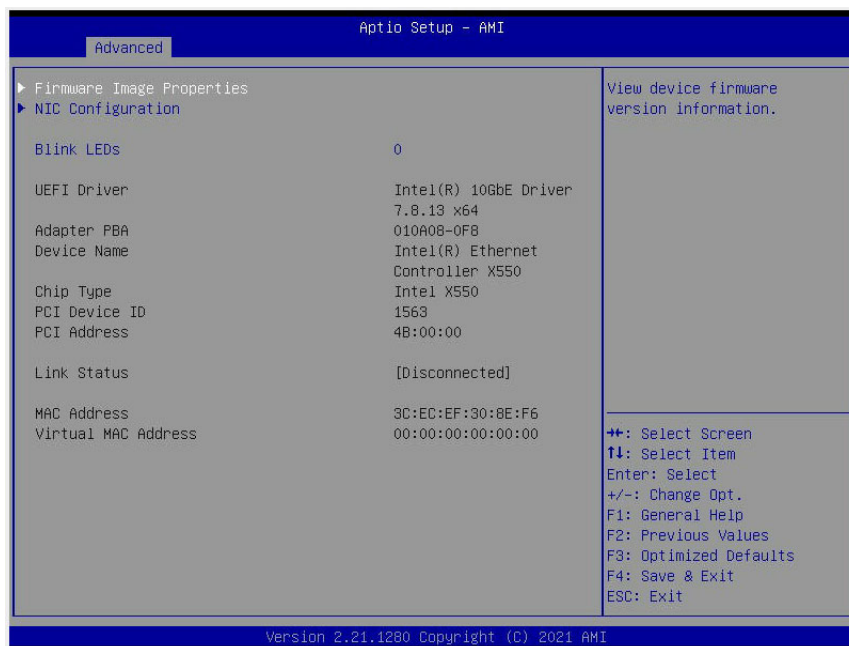 Aptio Setup – AMI
Advanced
Firmware Image Properties
NIC Configuration
Blink LEDs 0
UEFI Driver Intel(R) 10GbE Driver
7.8.13 x64
Adapter PBA 010A08-0F8
Device Name Intel(R) Ethernet
Controller X550
Chip Type Intel X550
PCI Device ID 1563
PCI Address 4B:00:00
Link Status [Disconnected]
MAC Address 3C:EC:EF:30:8E:F6
Virtual MAC Address 00:00:00:00:00:00
View device firmware
version information.
→←: Select Screen
↑↓: Select Item
Enter: Select
+/-: Change Opt.
F1: General Help
F2: Previous Values
F3: Optimized Defaults
F4: Save & Exit
ESC: Exit
Version 2.21.1280 Copyright (C) 2021 AMI